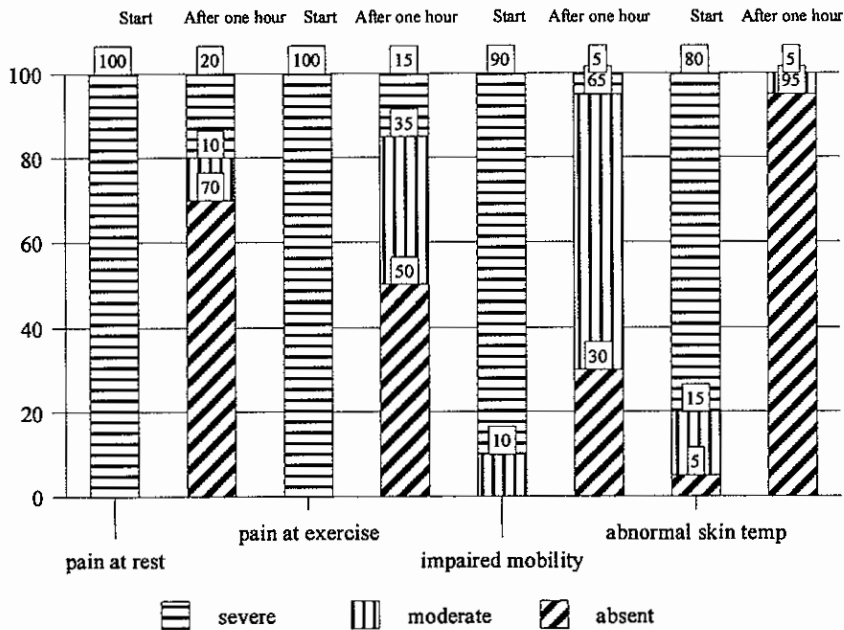 Start After one hour Start After one hour Start After one hour Start After one hour
100 20 100 15 90 5 80 5
100 65 95
10 35
80
70
60
50
40
30
20 15
10 5
0
pain at exercise abnormal skin temp
pain at rest impaired mobility
severe moderate absent